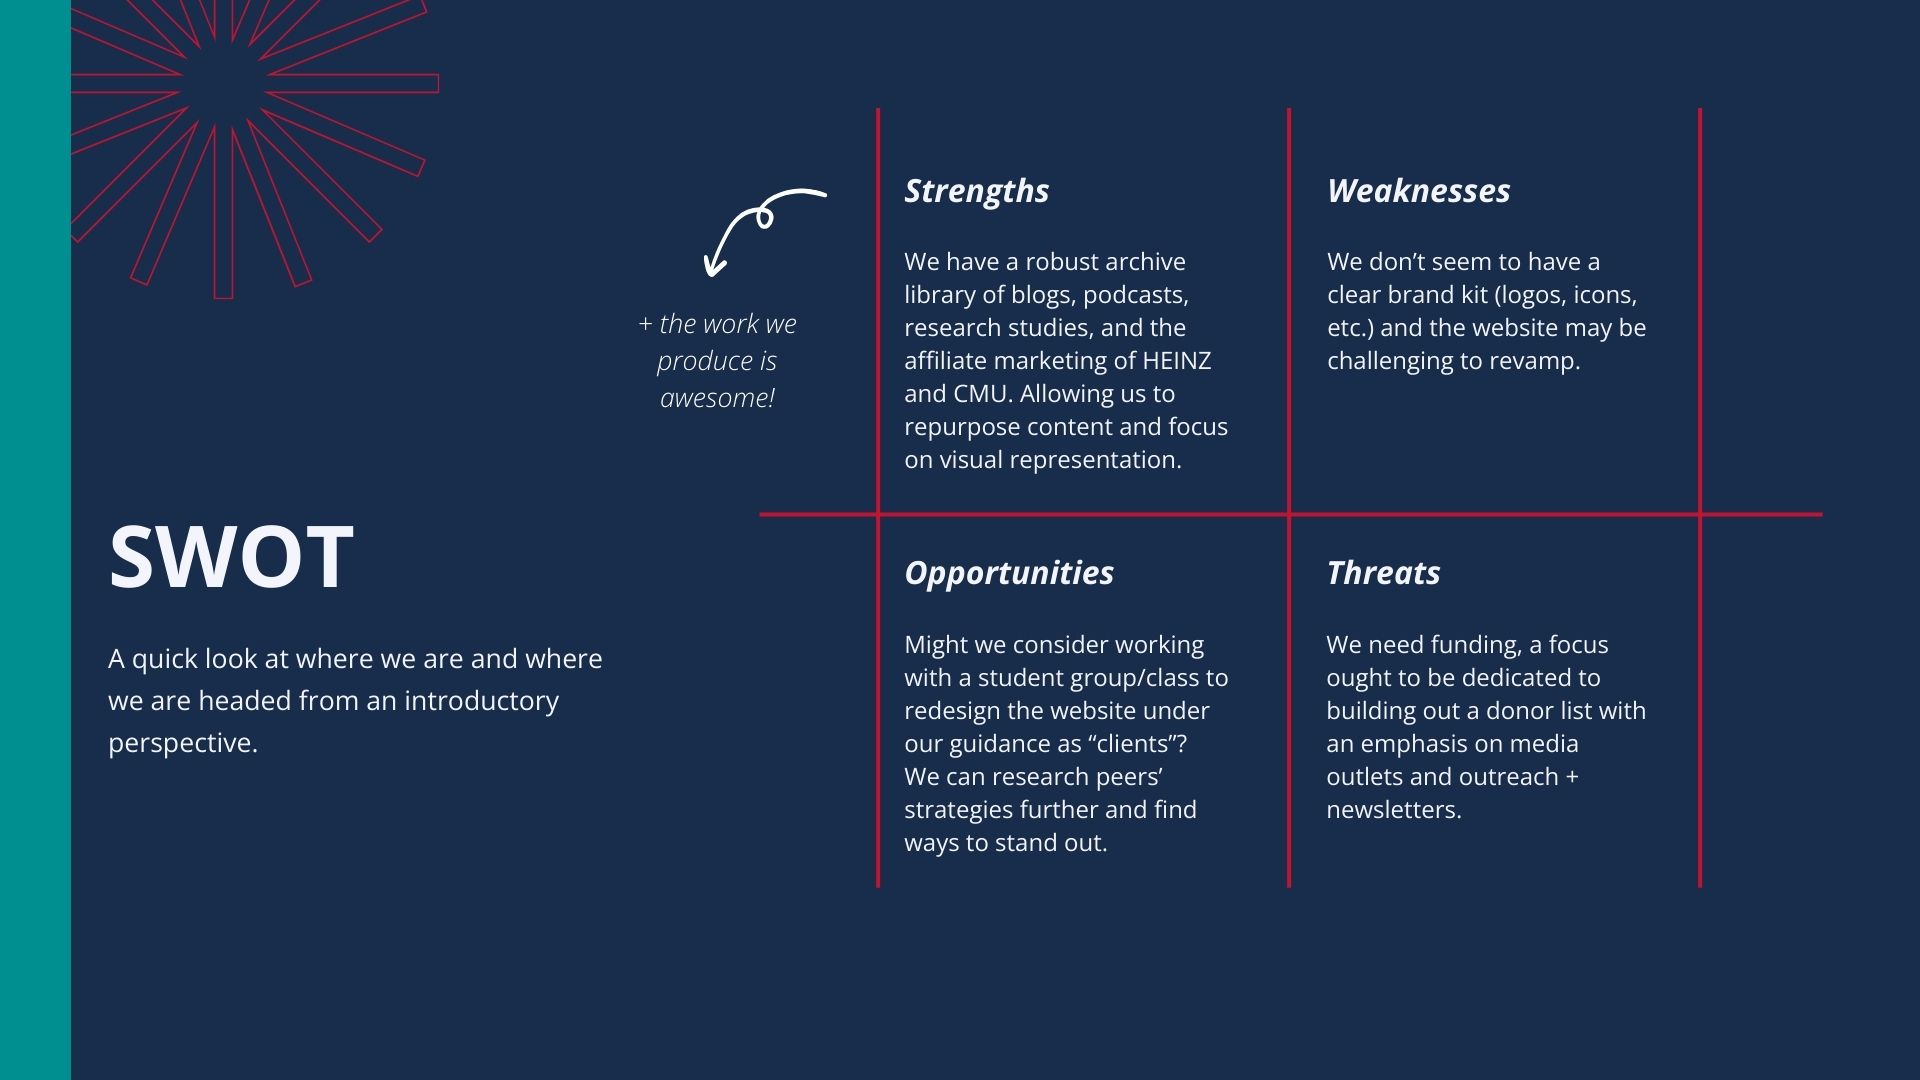 SWOT
A quick look at where we are and where
we are headed from an introductory
perspective.
+ the work we
produce is
awesome!
Strengths
We have a robust archive
library of blogs, podcasts,
research studies, and the
affiliate marketing of HEINZ
and CMU. Allowing us to
repurpose content and focus
on visual representation.
Weaknesses
We don’t seem to have a
clear brand kit (logos, icons,
etc.) and the website may be
challenging to revamp.
Opportunities
Might we consider working
with a student group/class to
redesign the website under
our guidance as “clients”?
We can research peers’
strategies further and find
ways to stand out.
Threats
We need funding, a focus
ought to be dedicated to
building out a donor list with
an emphasis on media
outlets and outreach +
newsletters.